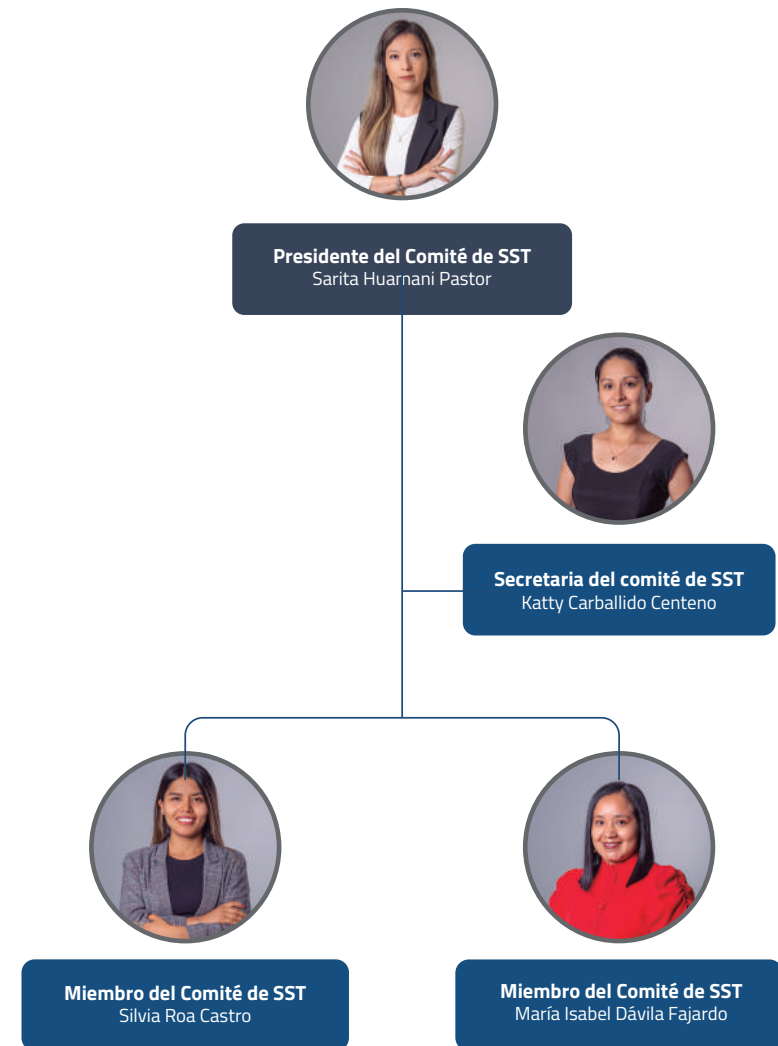 Presidente del Comité de SST
Sarita Huamani Pastor
Secretaria del comité de SST
Katty Carballido Centeno
Miembro del Comité de SST
Silvia Roa Castro
Miembro del Comité de SST
María Isabel Dávila Fajardo